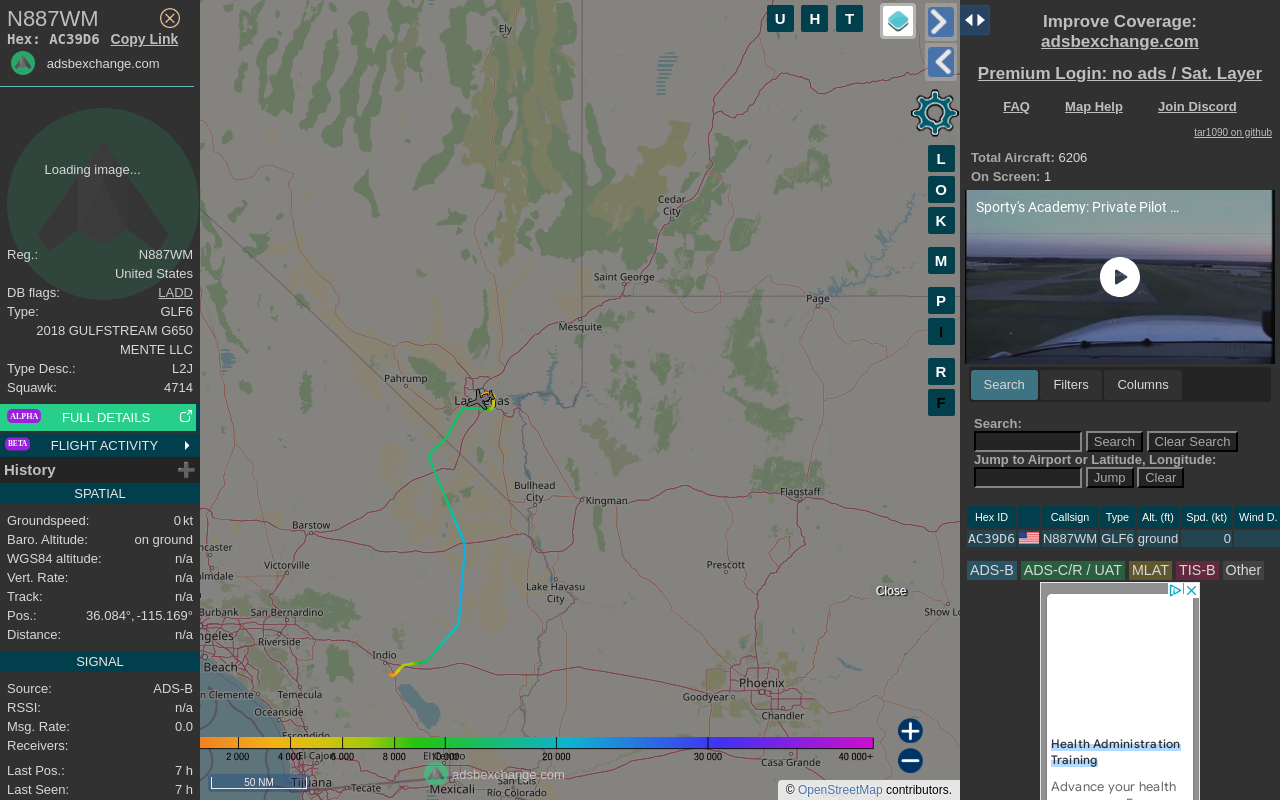 N887WM
Hex: AC39D6 Copy Link
adsbexchange.com
Loading image...
Reg.: N887WM
United States
DB flags: LADD
Type: GLF6
2018 GULFSTREAM G650
MENTE LLC
Type Desc.: L2J
Squawk: 4714
ALPHA FULL DETAILS
BETA FLIGHT ACTIVITY
History
SPATIAL
Groundspeed: 0 kt
Baro. Altitude: on ground
WGS84 altitude: n/a
Vert. Rate: n/a
Track: n/a
Pos.: 36.084°, -115.169°
Distance: n/a
SIGNAL
Source: ADS-B
RSSI: n/a
Msg. Rate: 0.0
Receivers:
Last Pos.: 7 h
Last Seen: 7 h
U H T
Ely
Cedar
City
Saint George
Page
Mesquite
Pahrump
Las Vegas
Bullhead
City
Kingman
Flagstaff
Barstow
ncaster
Victorville
almdale
Prescott
Lake Havasu
City
Close
Burbank
San Bernardino
Show Lo
ngeles
Riverside
Indio
Beach
Phoenix
n Clemente
Temecula
Goodyear
Oceanside
Chandler
Escondido
El Cajon
El Centro
Casa Grande
2 000 4 000 6 000 8 000 10 000 20 000 30 000 40 000+
adsbexchange.com
50 NM
Tijuana
Tecate
Mexicali
San Luis
Río Colorado
© OpenStreetMap contributors.
L
O
K
M
P
I
R
F
Improve Coverage:
adsbexchange.com
Premium Login: no ads / Sat. Layer
FAQ Map Help Join Discord
tar1090 on github
Total Aircraft: 6206
On Screen: 1
Sporty's Academy: Private Pilot ...
Search Filters Columns
Search:
Search Clear Search
Jump to Airport or Latitude, Longitude:
Jump Clear
Hex ID Callsign Type Alt. (ft) Spd. (kt) Wind D.
AC39D6 N887WM GLF6 ground 0
ADS-B ADS-C/R / UAT MLAT TIS-B Other
Health Administration
Training
Advance your health